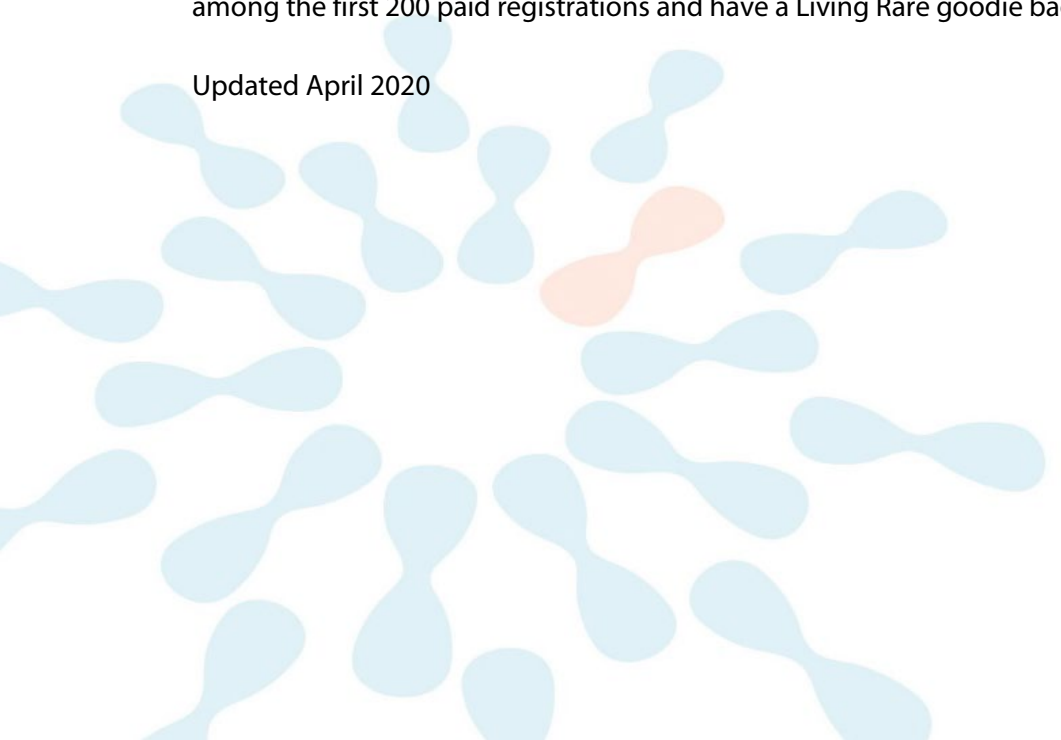 among the first 200 paid registrations and have a Living Rare goodie
Updated April 2020